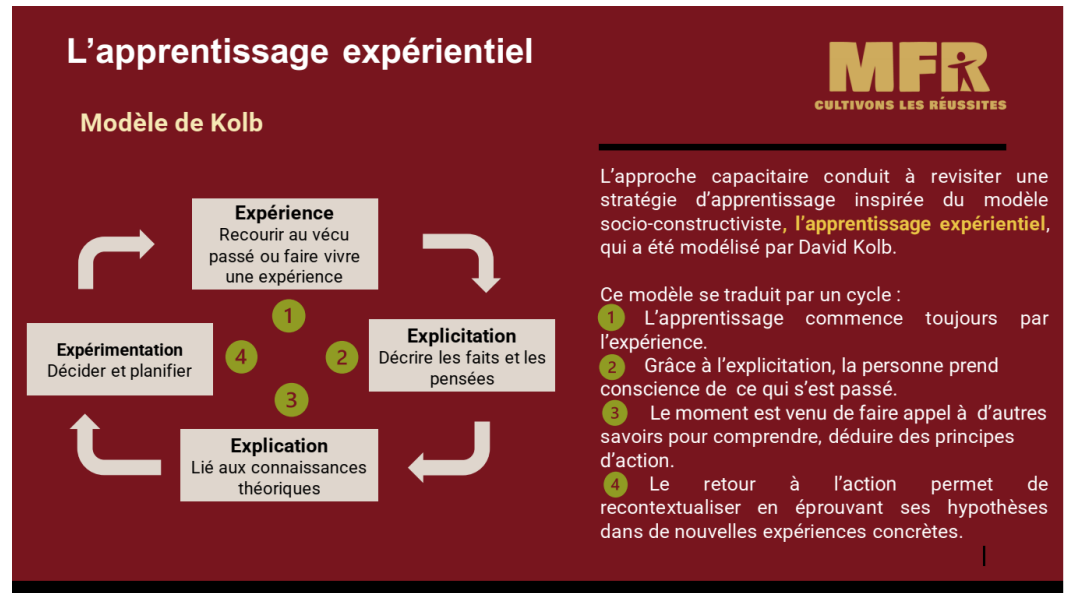 L'apprentissage expérientiel
MFR
CULTIVONS LES RÉUSSITES
Modèle de Kolb
Expérience
Recourir au vécu
passé ou faire vivre
une expérience
1
Explicitation
Décrire les faits et les
pensées
2
Explication
Lié aux connaissances
théoriques
3
Expérimentation
Décider et planifier
4
L'approche capacitaire conduit à revisiter une
stratégie d'apprentissage inspirée du modèle
socio-constructiviste, l'apprentissage expérientiel,
qui a été modélisé par David Kolb.
Ce modèle se traduit par un cycle :
1 L'apprentissage commence toujours par
l'expérience.
2 Grâce à l'explicitation, la personne prend
conscience de ce qui s'est passé.
3 Le moment est venu de faire appel à d'autres
savoirs pour comprendre, déduire des principes
d'action.
4 Le retour à l'action permet de
recontextualiser en éprouvant ses hypothèses
dans de nouvelles expériences concrètes.